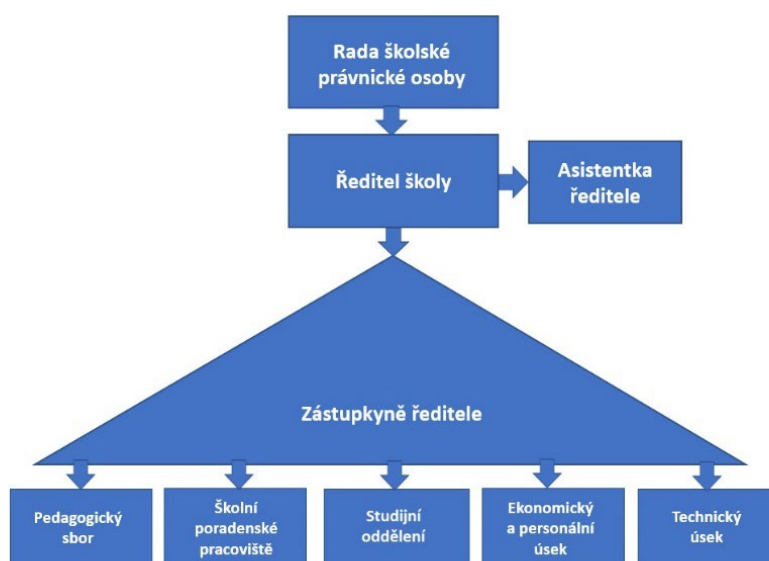 Rada školské
právnické osoby
Ředitel školy
Asistentka
ředitele
Zástupkyně ředitele
Pedagogický
sbor
Školní
poradenské
pracoviště
Studijní
oddělení
Ekonomický
a personální
úsek
Technický
úsek